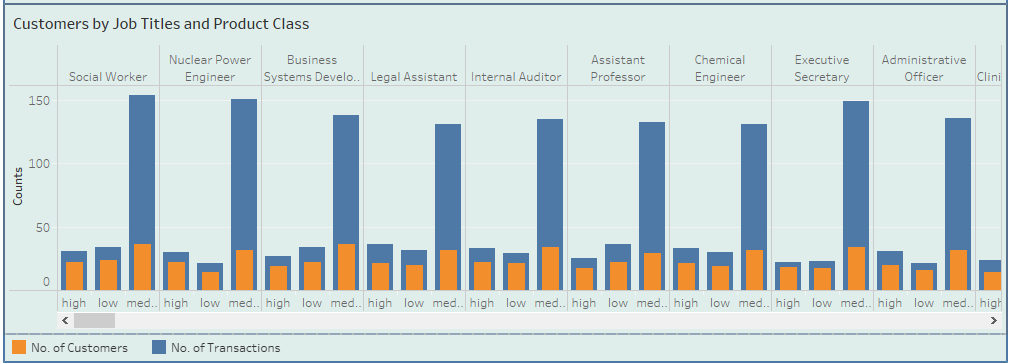 Customers by Job Titles and Product Class
Social Worker
Nuclear Power
Engineer
Business
Systems Develo..
Legal Assistant
Internal Auditor
Assistant
Professor
Chemical
Engineer
Executive
Secretary
Administrative
Officer
Clini
150
100
50
0
Counts
high low med.. high low med.. high low med.. high low med.. high low med.. high low med.. high low med.. high low med.. high low med.. high
No. of Customers No. of Transactions